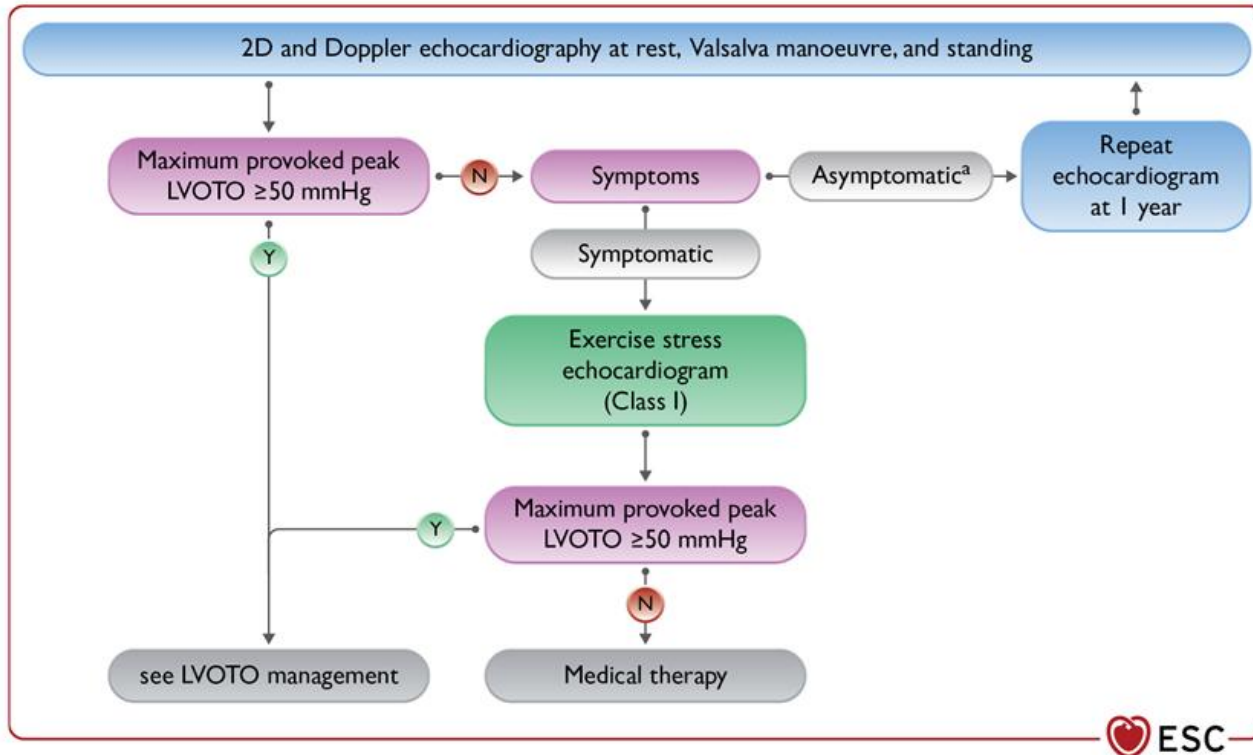 2D and Doppler echocardiography at rest, Valsalva manoeuvre, and standing
Maximum provoked peak
LVOTO ≥50 mmHg
N
Symptoms
Asymptomaticᵃ
Repeat
echocardiogram
at 1 year
Y
Symptomatic
Exercise stress
echocardiogram
(Class I)
Maximum provoked peak
LVOTO ≥50 mmHg
Y
N
see LVOTO management
Medical therapy
ESC